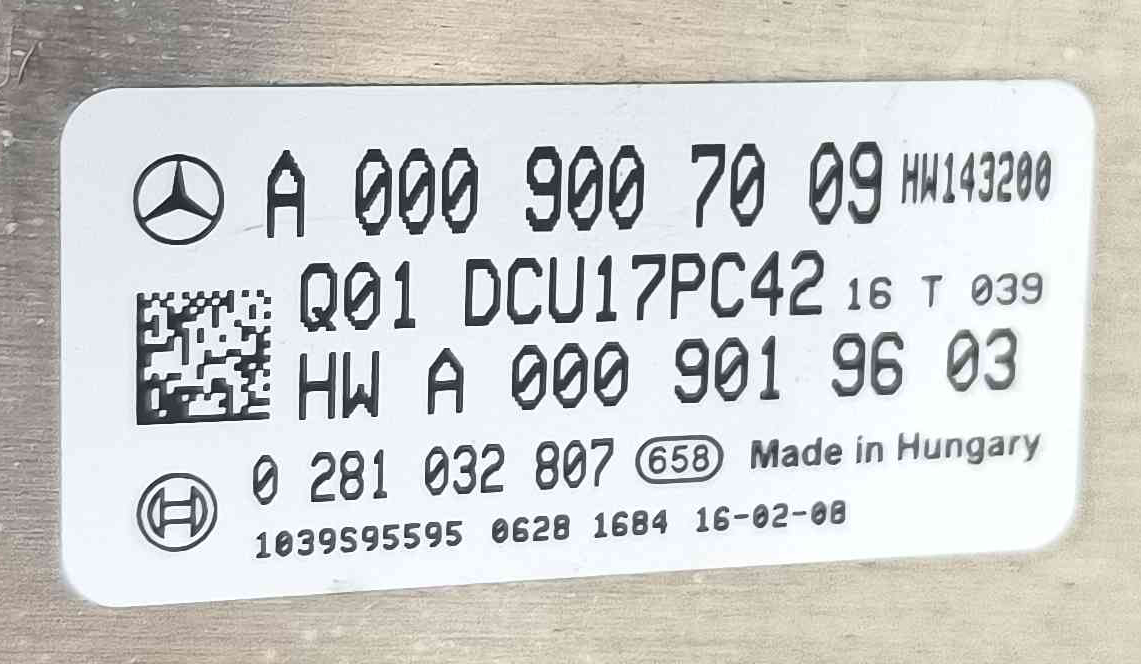 A 000 900 70 09 HW143200
Q01 DCU17PC42 16 T 039
HW A 000 901 96 03
0 281 032 807 658 Made in Hungary
1039S95595 0628 1684 16-02-08